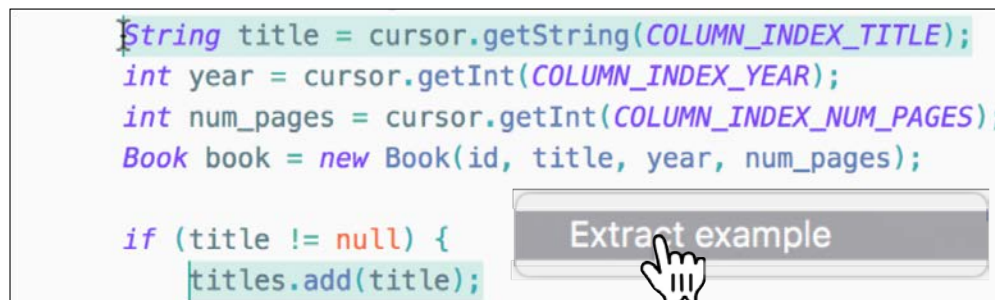 String title = cursor.getString(COLUMN_INDEX_TITLE);
int year = cursor.getInt(COLUMN_INDEX_YEAR);
int num_pages = cursor.getInt(COLUMN_INDEX_NUM_PAGES)
Book book = new Book(id, title, year, num_pages);
if (title != null) {
Extract example
titles.add(title);